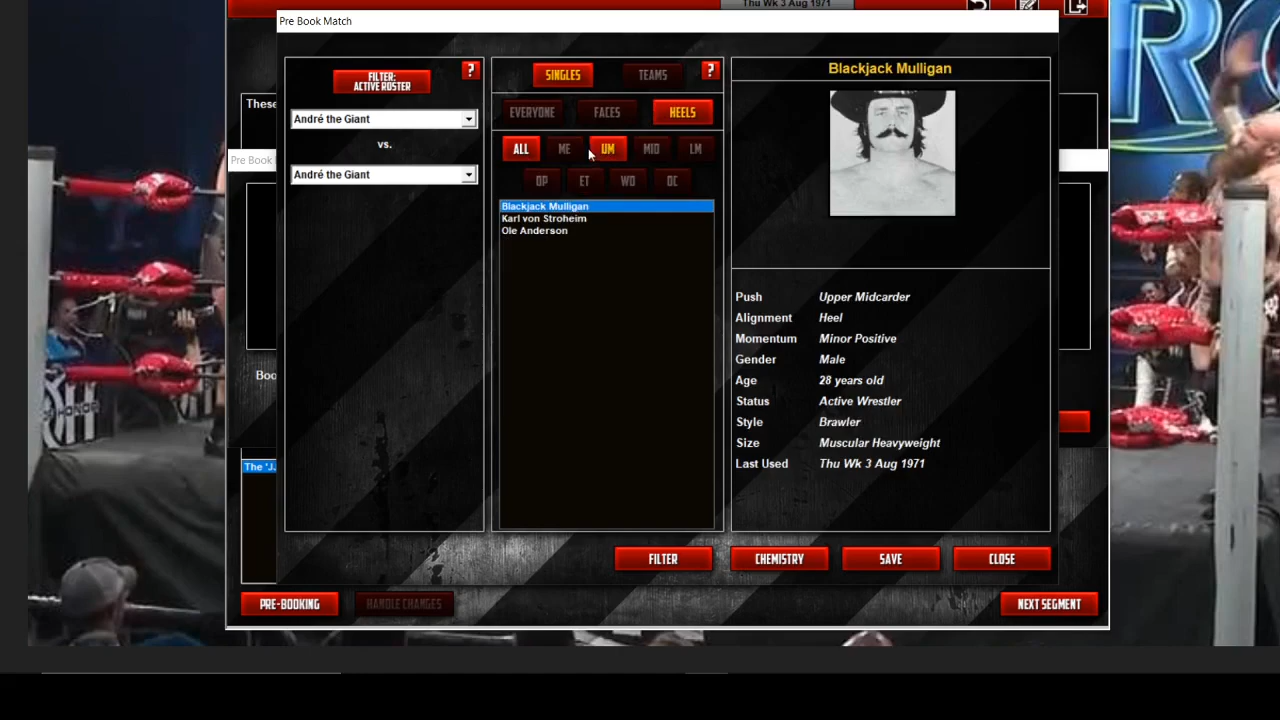 Thu Wk 3 Aug 1971
Pre Book Match
These
Pre Book
Boo
The 'J.
FILTER:
ACTIVE ROSTER
?
André the Giant
vs.
André the Giant
SINGLES
TEAMS
?
EVERYONE
FACES
HEELS
ALL
ME
UM
MID
LM
OP
ET
WO
OC
Blackjack Mulligan
Karl von Stroheim
Ole Anderson
Blackjack Mulligan
Push Upper Midcarder
Alignment Heel
Momentum Minor Positive
Gender Male
Age 28 years old
Status Active Wrestler
Style Brawler
Size Muscular Heavyweight
Last Used Thu Wk 3 Aug 1971
FILTER
CHEMISTRY
SAVE
CLOSE
PRE-BOOKING
HANDLE CHANGES
NEXT SEGMENT
HONOR